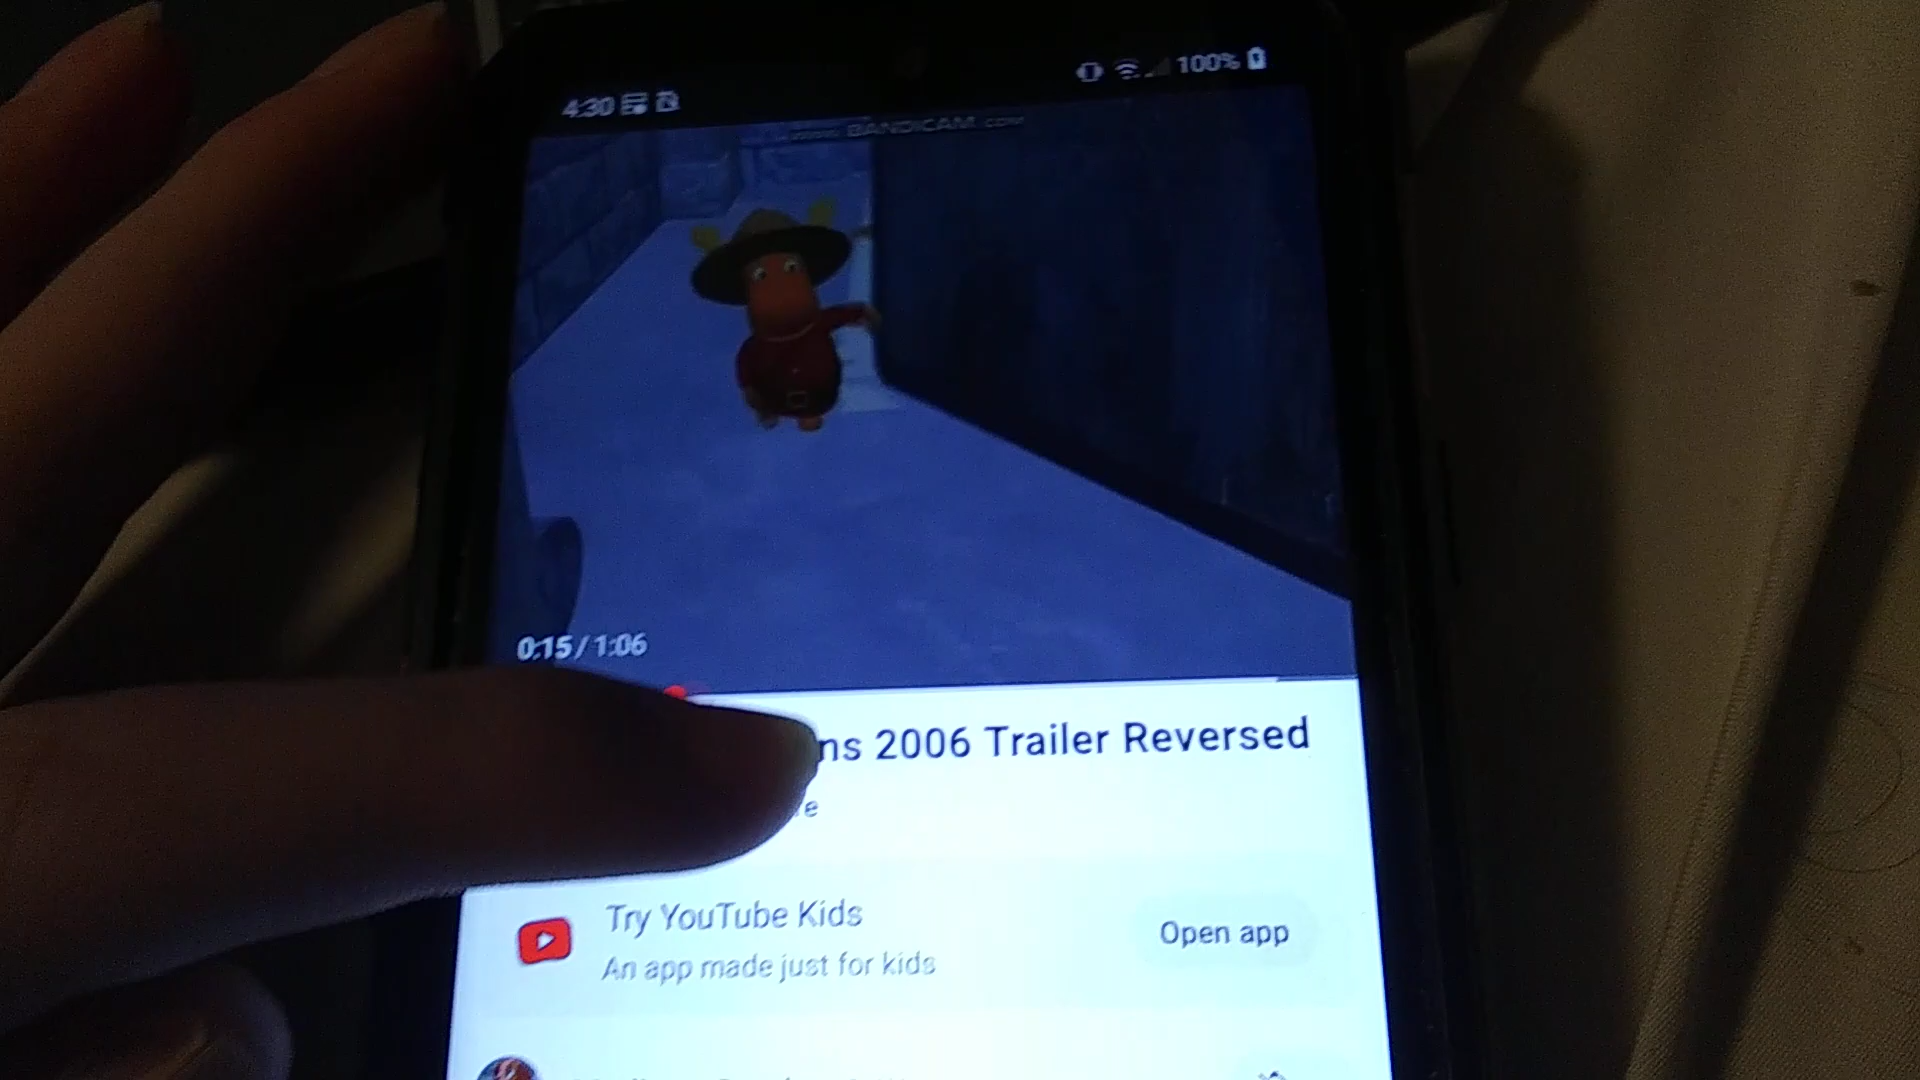 4:30
100%
BANDICAM.com
0:15 / 1:06
ns 2006 Trailer Reversed
e
Try YouTube Kids
An app made just for kids
Open app